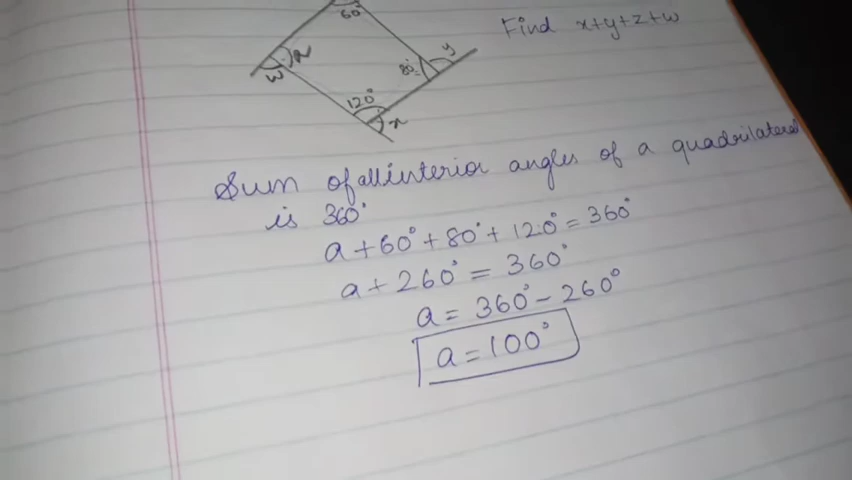 60°
Find x+y+z+w
a
w
80°
y
120°
x
Sum of all interior angles of a quadrilateral
is 360°
a+60°+80°+120°=360°
a+260°=360°
a=360°-260°
a=100°